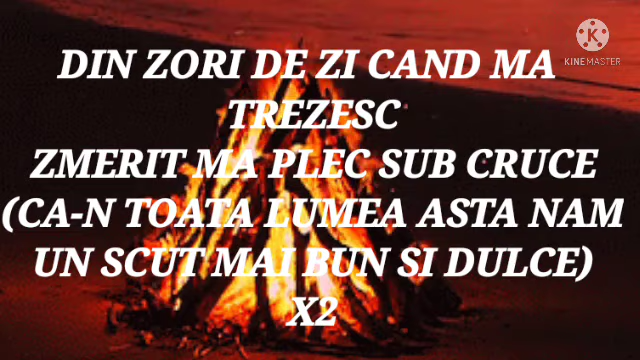 DIN ZORI DE ZI CAND MA
TREZESC
ZMERIT MA PLEC SUB CRUCE
(CA-N TOATA LUMEA ASTA NAM
UN SCUT MAI BUN SI DULCE)
X2
K
KINEMASTER